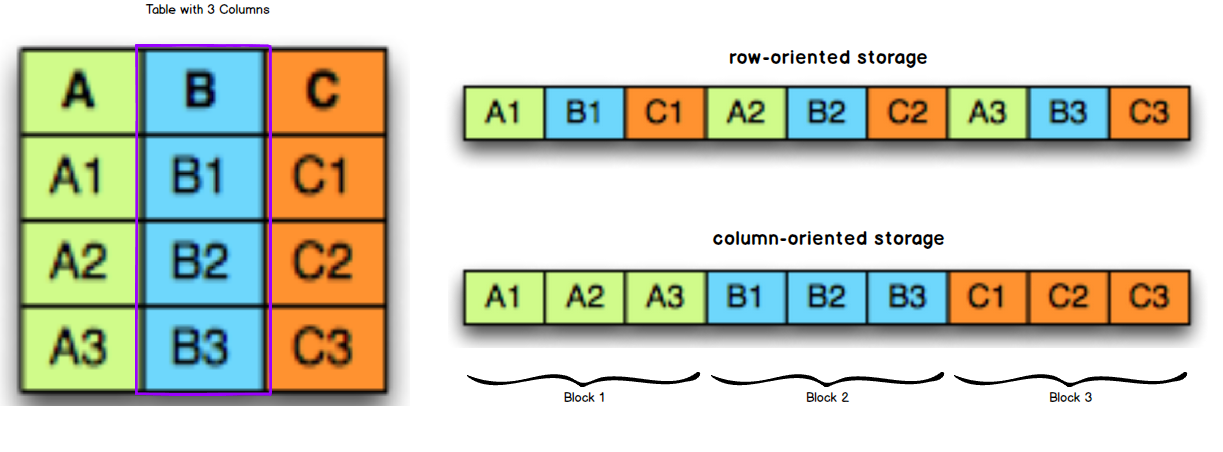 Table with 3 Columns
A B C
A1 B1 C1
A2 B2 C2
A3 B3 C3
row-oriented storage
A1 B1 C1 A2 B2 C2 A3 B3 C3
column-oriented storage
A1 A2 A3 B1 B2 B3 C1 C2 C3
Block 1 Block 2 Block 3